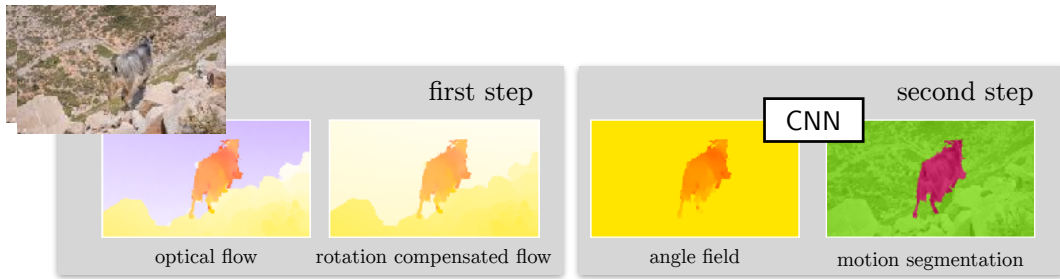 first step
second step
CNN
optical flow
rotation compensated flow
angle field
motion segmentation